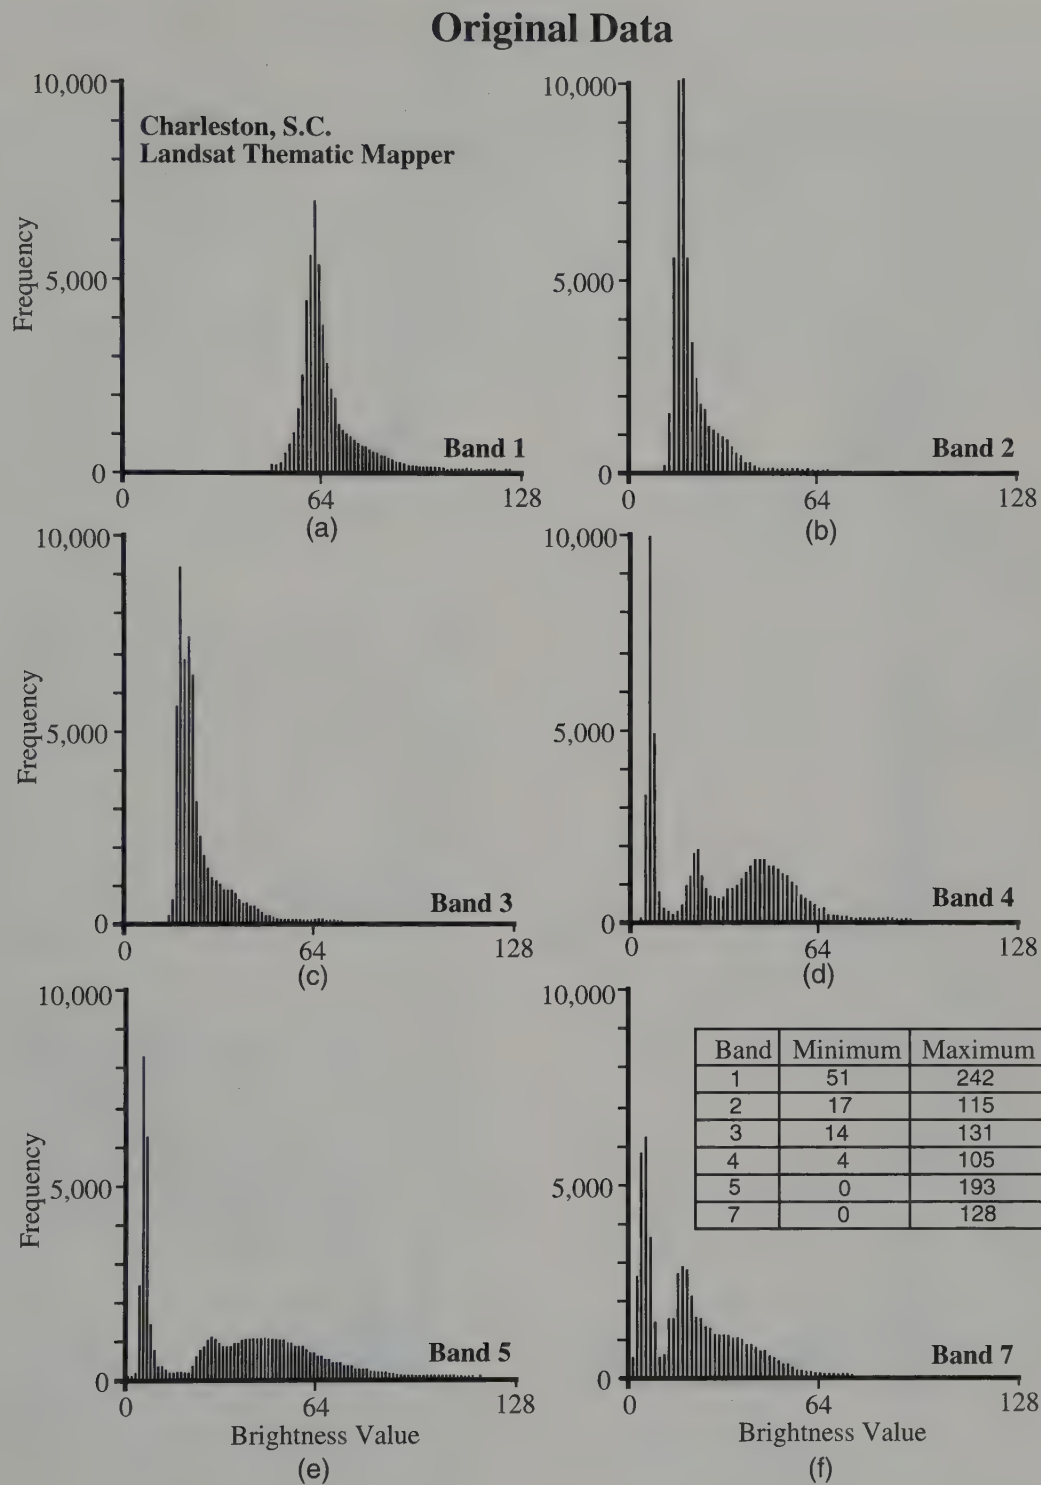 Original Data
10,000
Charleston, S.C.
Landsat Thematic Mapper
Frequency
5,000
Band 1
0
0
64
128
(a)
10,000
5,000
Band 2
0
0
64
128
(b)
10,000
Frequency
5,000
Band 3
0
0
64
128
(c)
10,000
5,000
Band 4
0
0
64
128
(d)
10,000
Frequency
5,000
Band 5
0
0
64
128
Brightness Value
(e)
10,000
Band Minimum Maximum
1 51 242
2 17 115
3 14 131
4 4 105
5 0 193
7 0 128
5,000
Band 7
0
0
64
128
Brightness Value
(f)